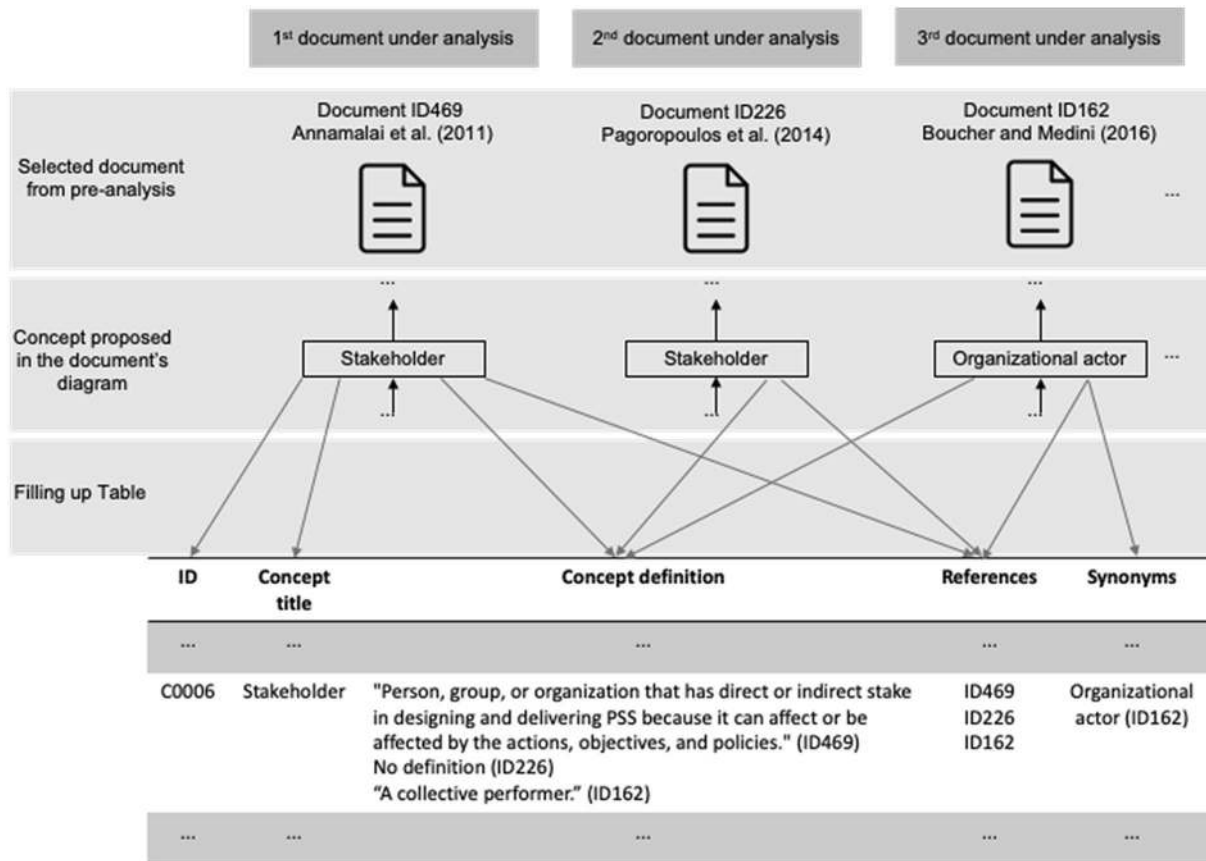 1st document under analysis
2nd document under analysis
3rd document under analysis
Selected document
from pre-analysis
Document ID469
Annamalai et al. (2011)
Document ID226
Pagoropoulos et al. (2014)
Document ID162
Boucher and Medini (2016)
...
Concept proposed
in the document's
diagram
...
Stakeholder
...
...
Stakeholder
...
...
Organizational actor
...
...
Filling up Table
ID
Concept
title
Concept definition
References
Synonyms
...
...
...
...
...
C0006
Stakeholder
"Person, group, or organization that has direct or indirect stake
in designing and delivering PSS because it can affect or be
affected by the actions, objectives, and policies." (ID469)
No definition (ID226)
“A collective performer.” (ID162)
ID469
ID226
ID162
Organizational
actor (ID162)
...
...
...
...
...